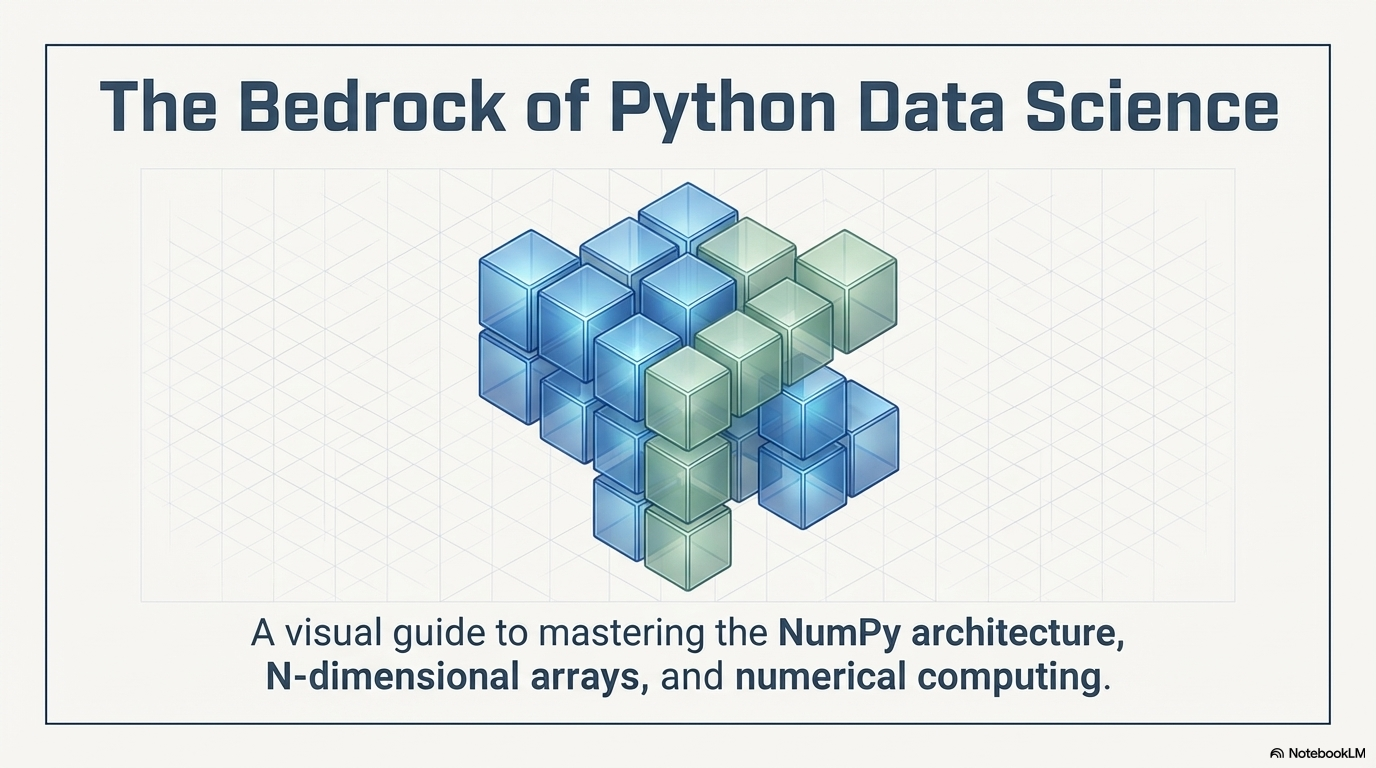 The Bedrock of Python Data Science
A visual guide to mastering the NumPy architecture,
N-dimensional arrays, and numerical computing.
NotebookLM